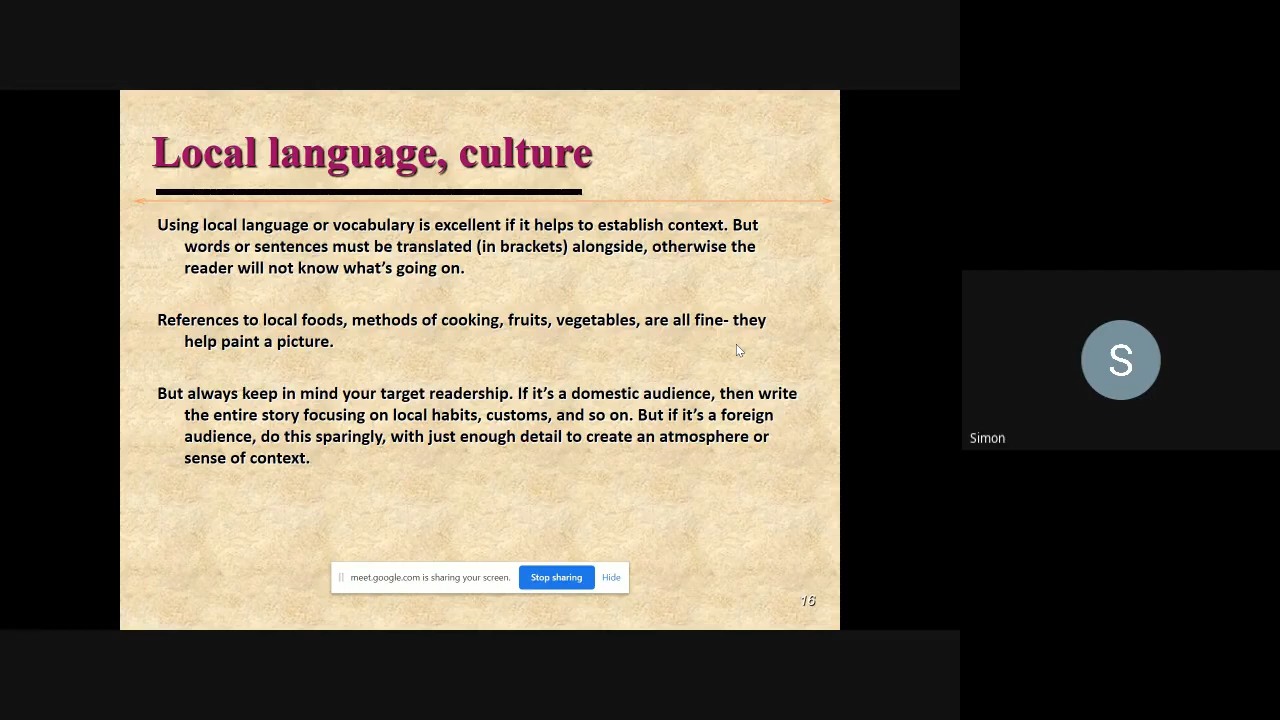 Local language, culture
Using local language or vocabulary is excellent if it helps to establish context. But
words or sentences must be translated (in brackets) alongside, otherwise the
reader will not know what’s going on.
References to local foods, methods of cooking, fruits, vegetables, are all fine- they
help paint a picture.
But always keep in mind your target readership. If it’s a domestic audience, then write
the entire story focusing on local habits, customs, and so on. But if it’s a foreign
audience, do this sparingly, with just enough detail to create an atmosphere or
sense of context.
meet.google.com is sharing your screen. Stop sharing Hide
16
S
Simon